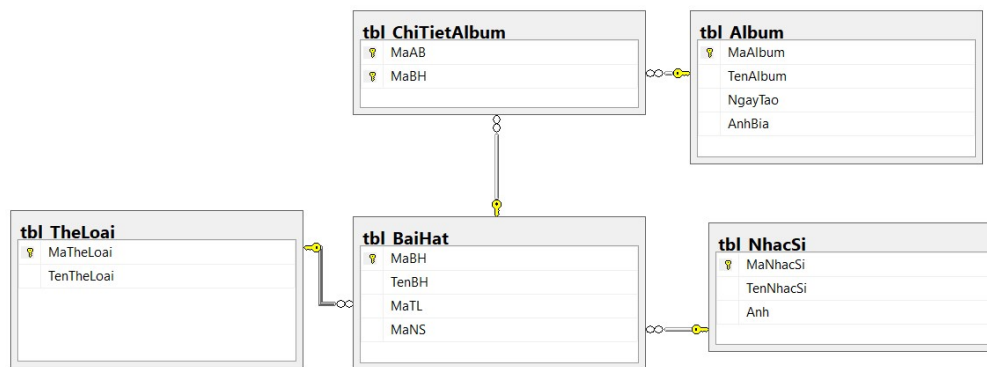 tbl_ChiTietAlbum
MaAB
MaBH
tbl_Album
MaAlbum
TenAlbum
NgayTao
AnhBia
tbl_TheLoai
MaTheLoai
TenTheLoai
tbl_BaiHat
MaBH
TenBH
MaTL
MaNS
tbl_NhacSi
MaNhacSi
TenNhacSi
Anh